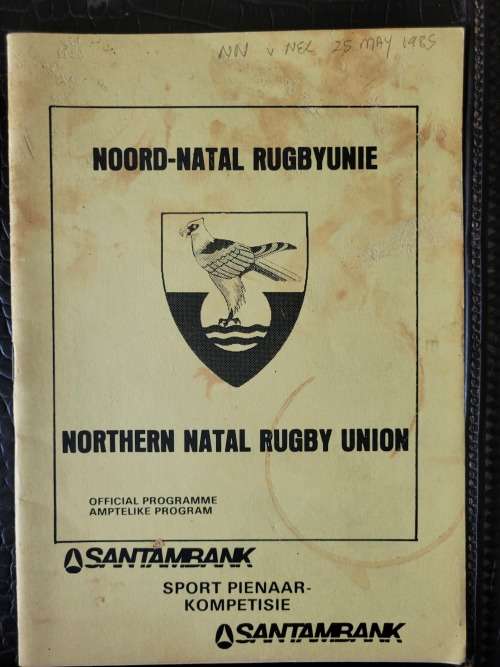 NN v NEL 25 MAY 1985
NOORD-NATAL RUGBYUNIE
NORTHERN NATAL RUGBY UNION
OFFICIAL PROGRAMME
AMPTELIKE PROGRAM
SANTAMBANK
SPORT PIENAAR-
KOMPETISIE
SANTAMBANK